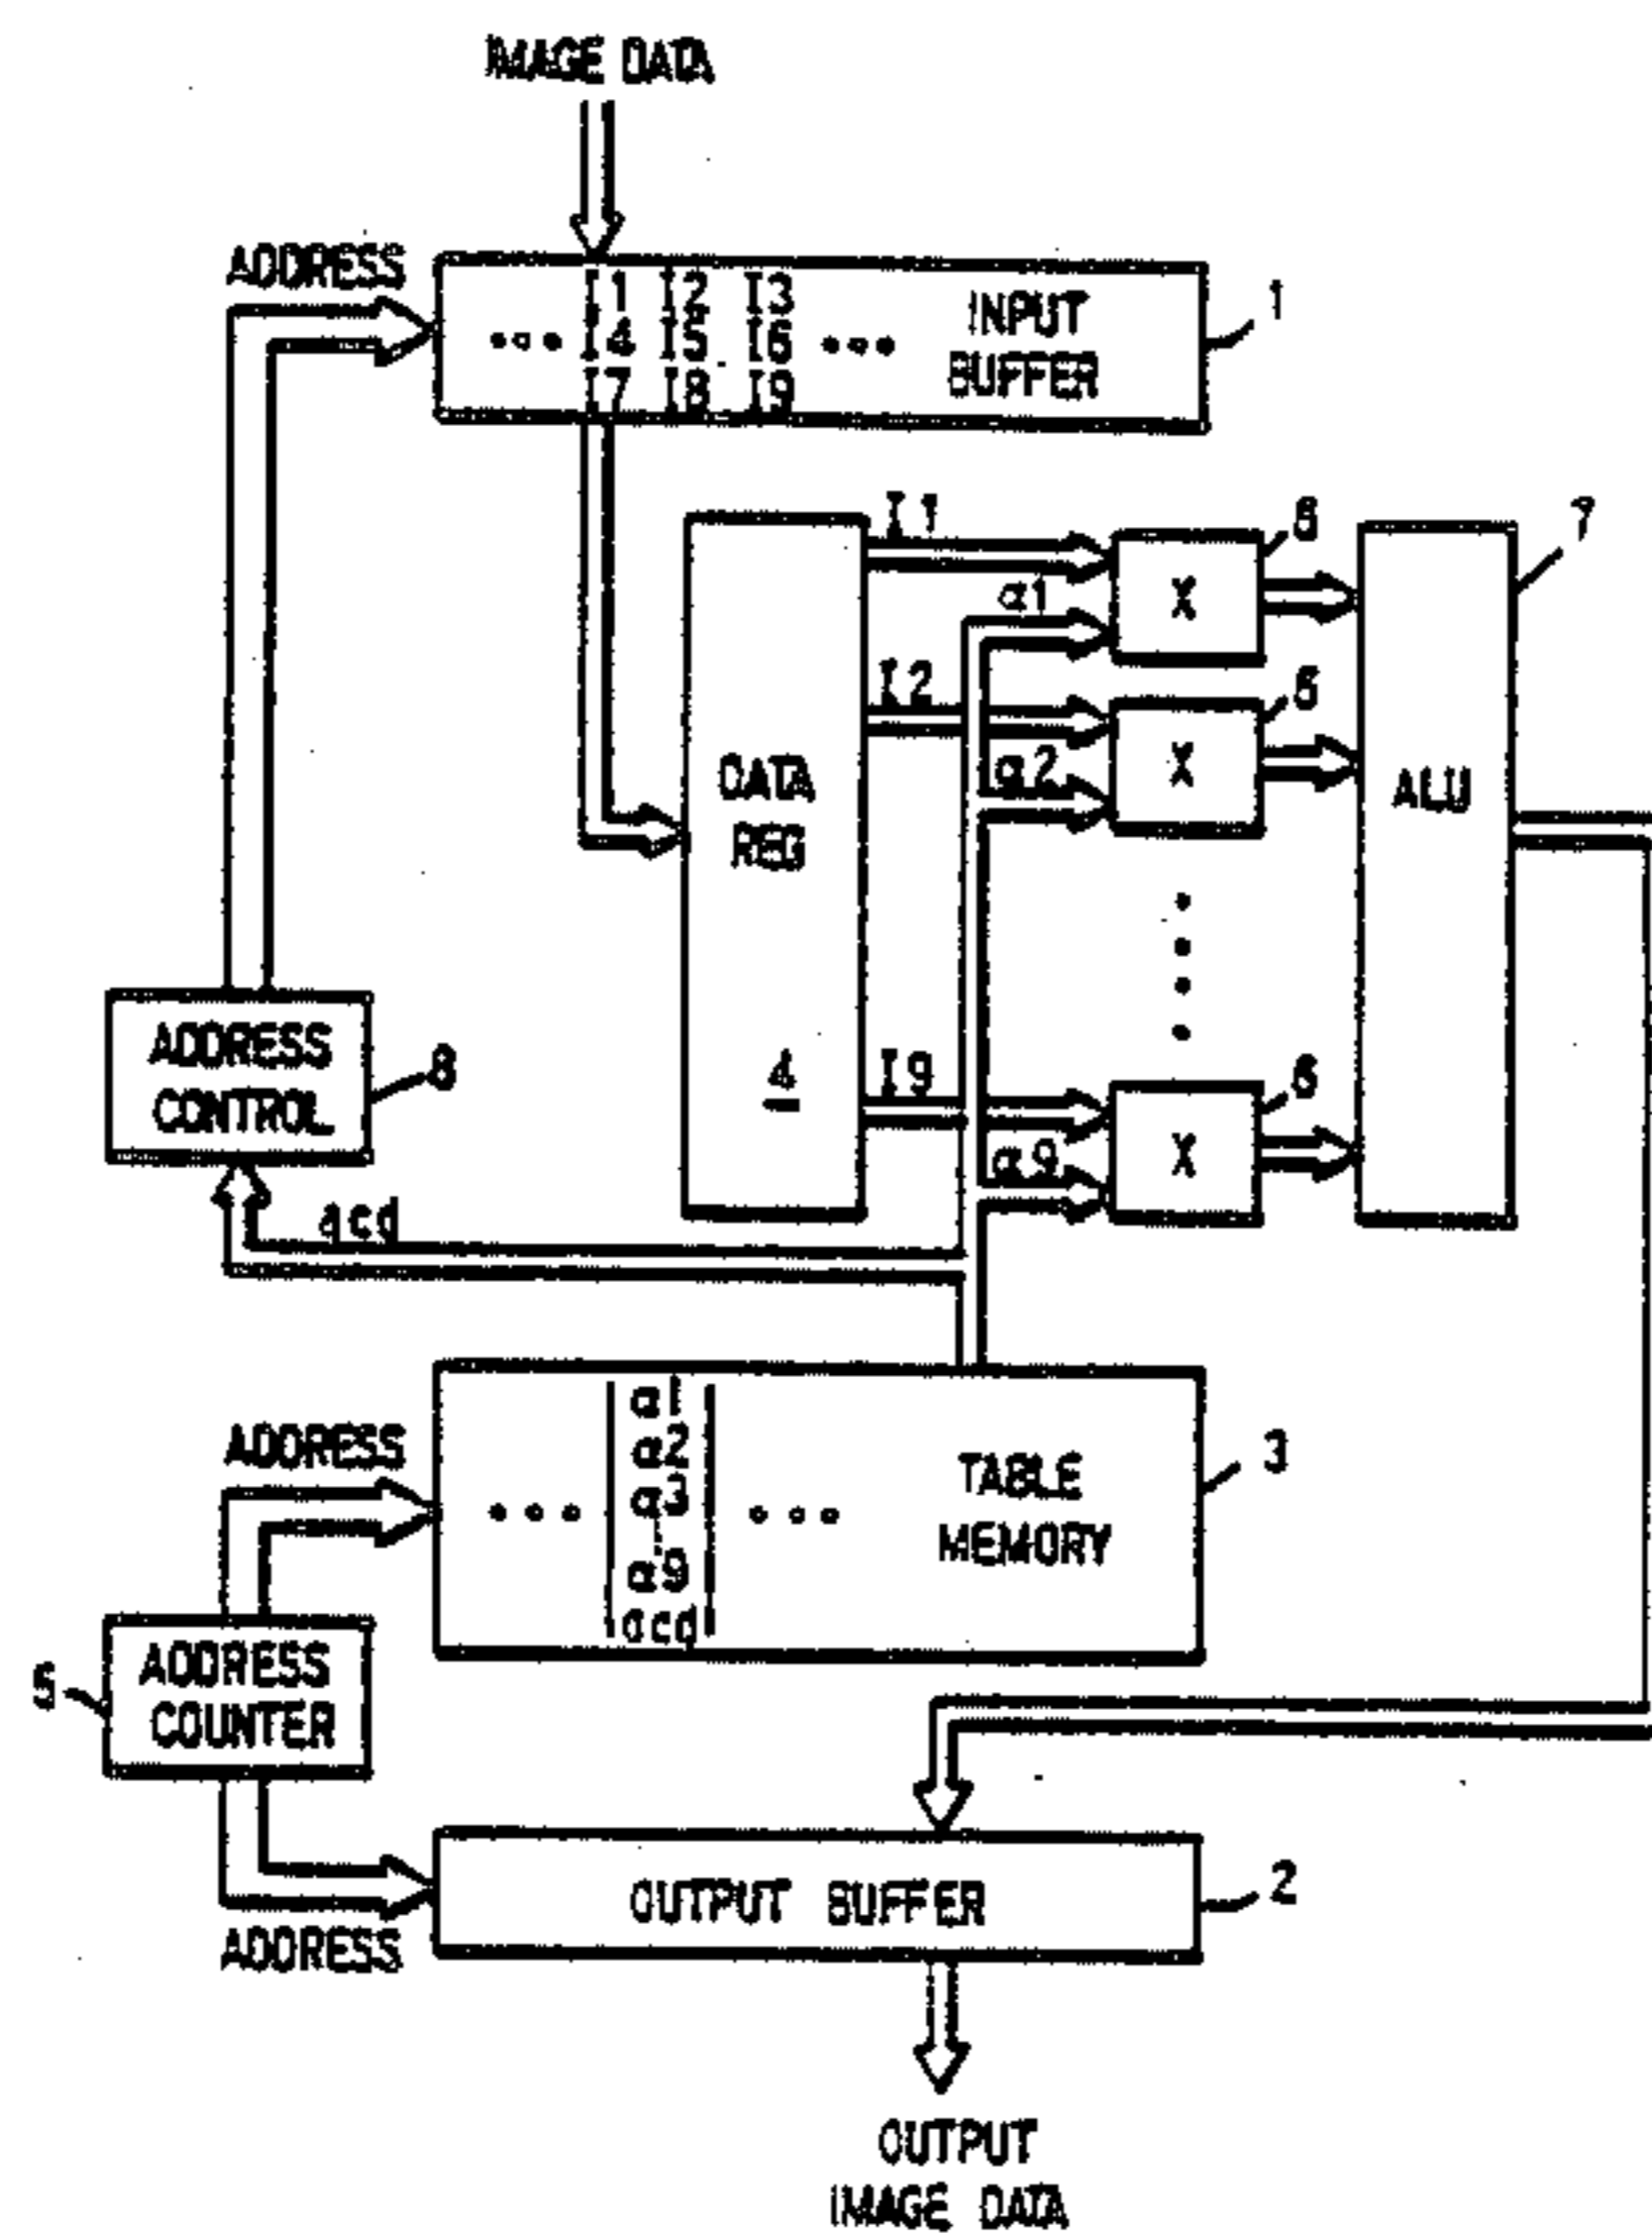 IMAGE DATA
ADDRESS
I1 I2 I3
I4 I5 I6
I7 I8 I9
INPUT
BUFFER
1
I1
α1
X
6
7
I2
α2
X
6
DATA
REG
4
ALU
I9
α9
X
6
ADDRESS
CONTROL
8
acd
ADDRESS
α1
α2
α3
α9
acd
TABLE
MEMORY
3
5
ADDRESS
COUNTER
ADDRESS
OUTPUT BUFFER
2
OUTPUT
IMAGE DATA